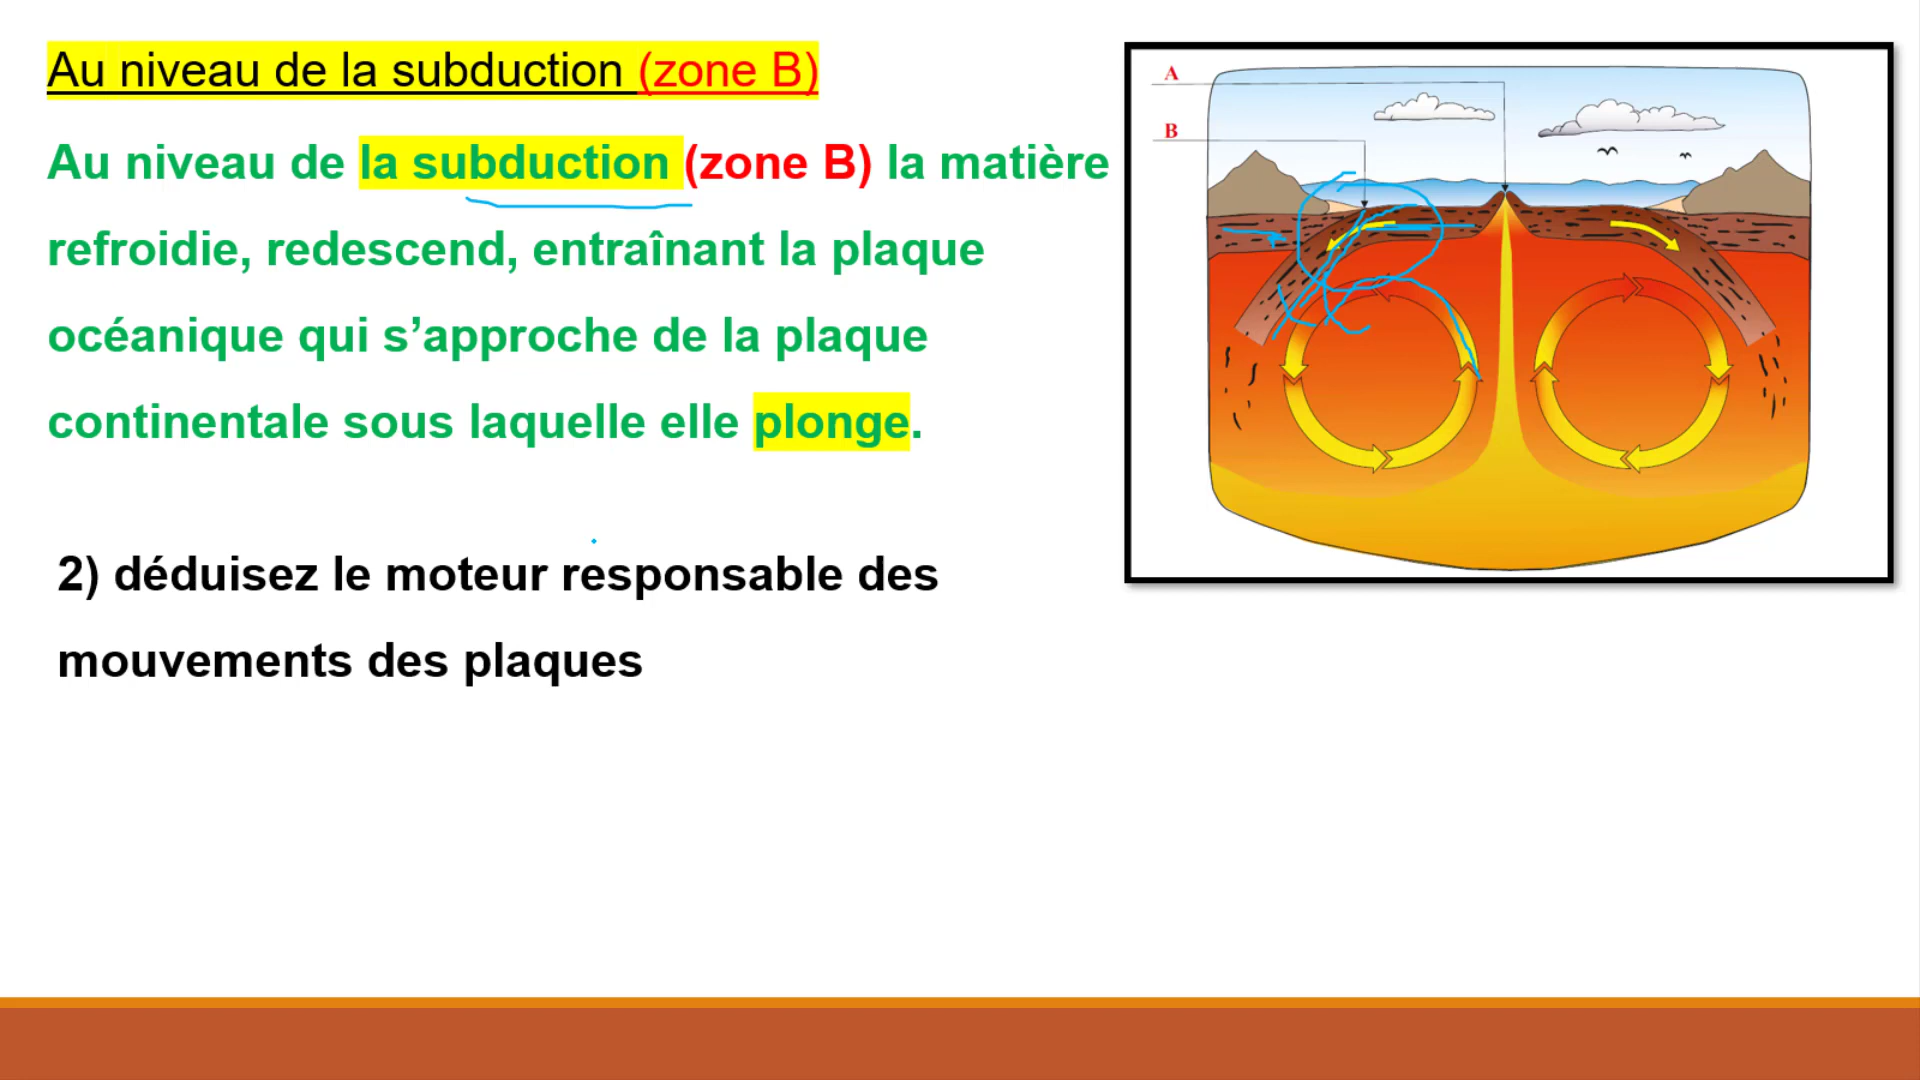 Au niveau de la subduction (zone B)
Au niveau de la subduction (zone B) la matière
refroidie, redescend, entraînant la plaque
océanique qui s’approche de la plaque
continentale sous laquelle elle plonge.
2) déduisez le moteur responsable des
mouvements des plaques
A
B